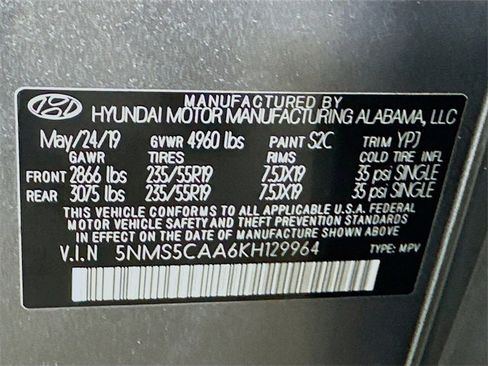 MANUFACTURED BY
HYUNDAI MOTOR MANUFACTURING ALABAMA, LLC
May/24/19 GVWR 4960 lbs PAINT S2C TRIM YPJ
GAWR TIRES RIMS COLD TIRE INFL
FRONT 2866 lbs 235/55R19 7.5JX19 35 psi SINGLE
REAR 3075 lbs 235/55R19 7.5JX19 35 psi SINGLE
THIS VEHICLE CONFORMS TO ALL APPLICABLE U.S.A. FEDERAL
MOTOR VEHICLE SAFETY AND THEFT PREVENTION STANDARDS
IN EFFECT ON THE DATE OF MANUFACTURE SHOWN ABOVE.
V.I.N 5NMS5CAA6KH129964 TYPE: MPV